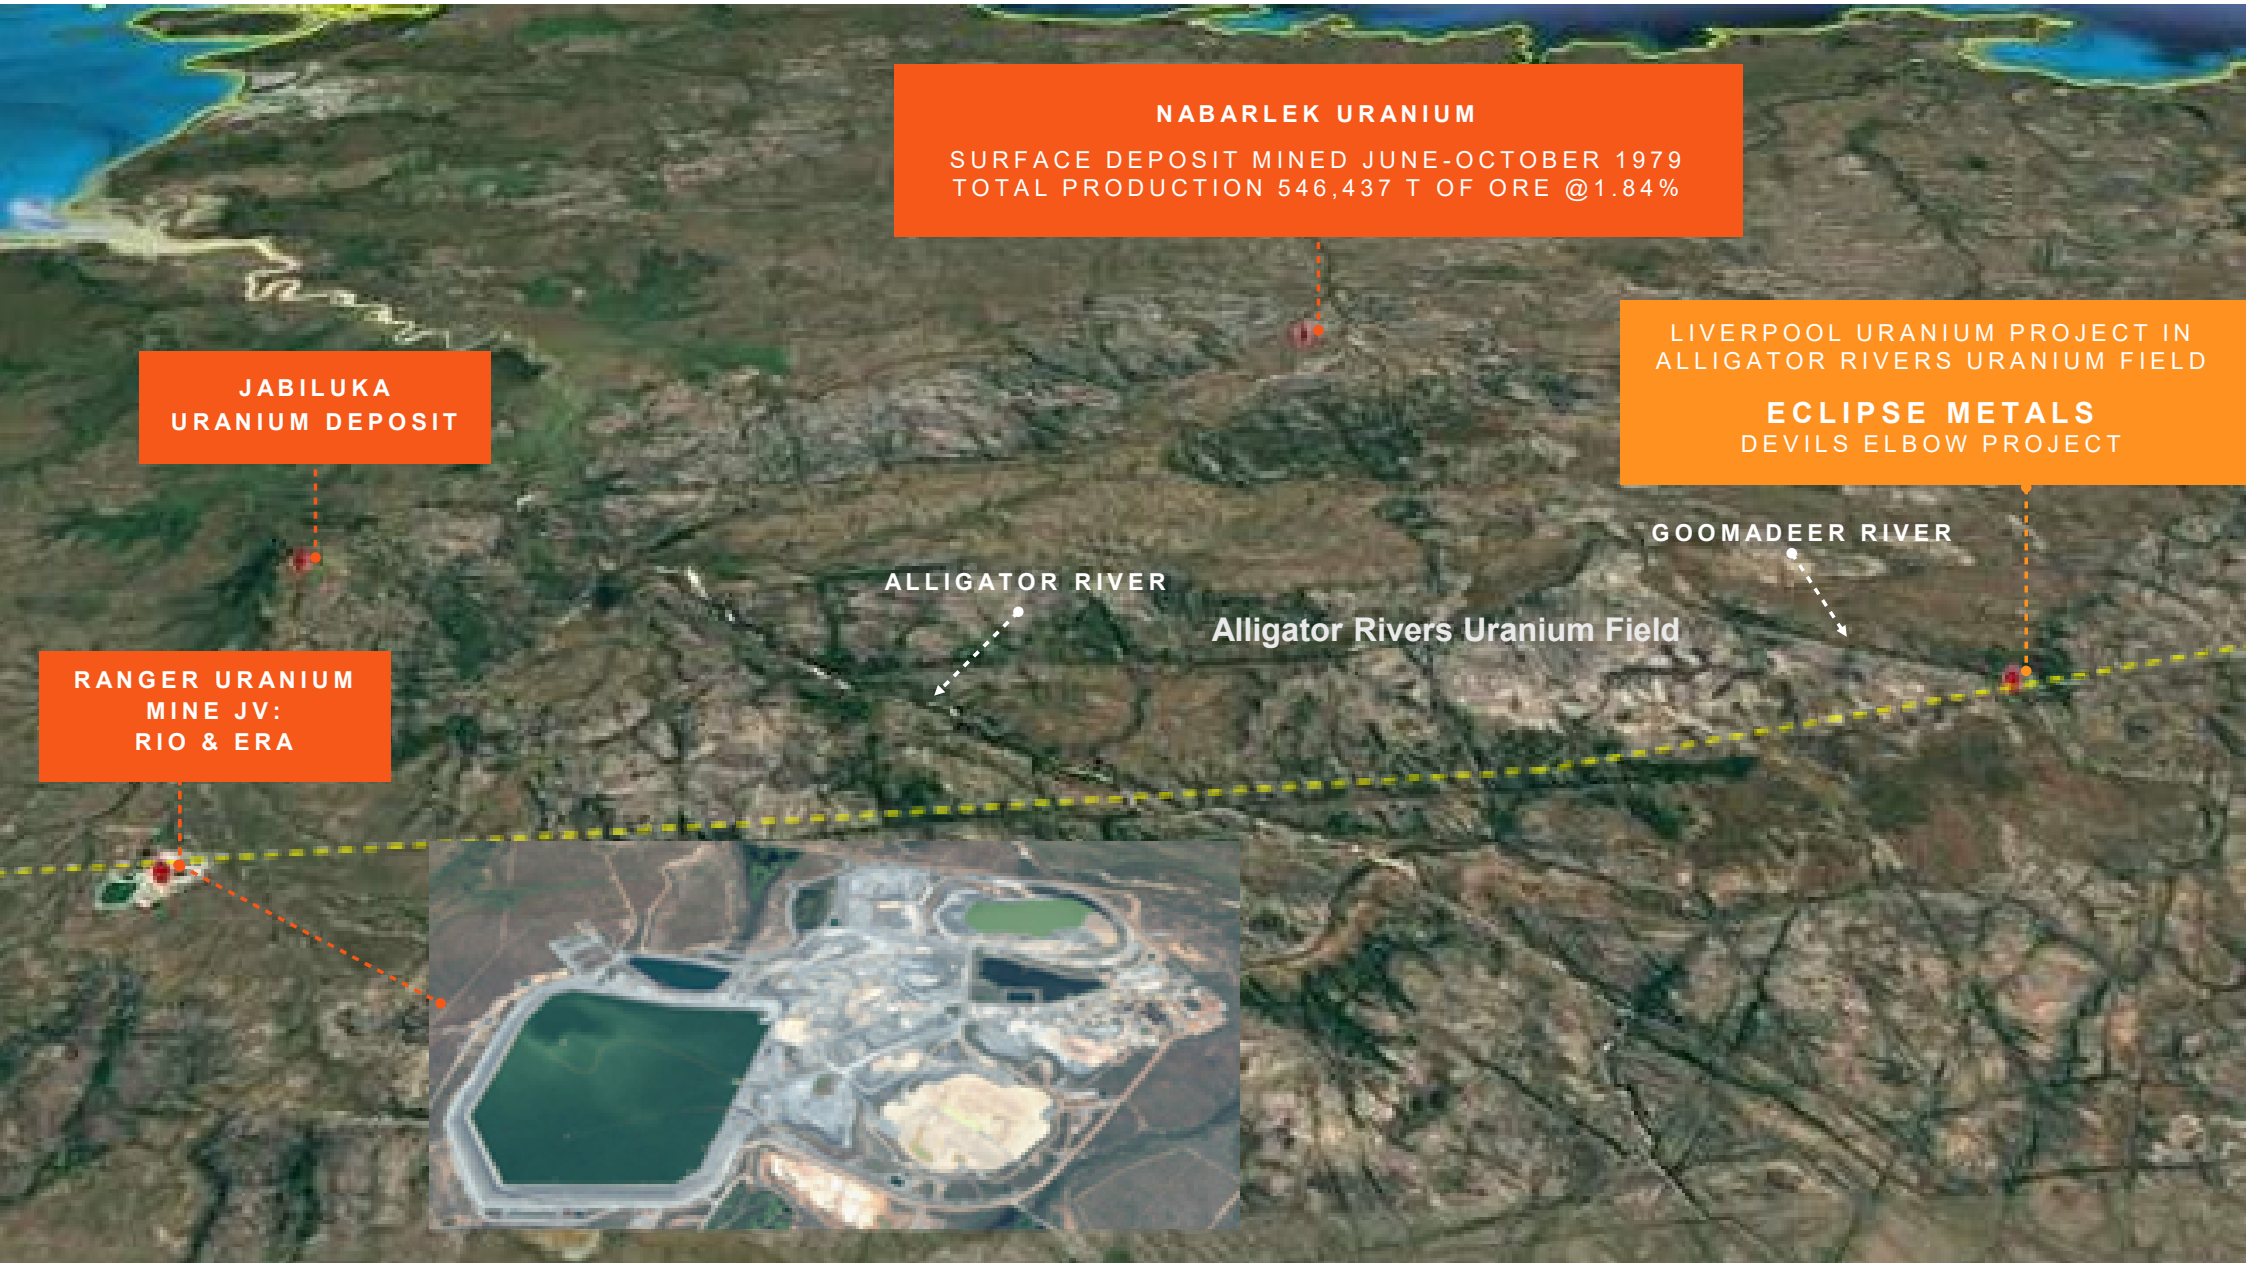 NABARLEK URANIUM
SURFACE DEPOSIT MINED JUNE-OCTOBER 1979
TOTAL PRODUCTION 546,437 T OF ORE @1.84%
LIVERPOOL URANIUM PROJECT IN
ALLIGATOR RIVERS URANIUM FIELD
ECLIPSE METALS
DEVILS ELBOW PROJECT
JABILUKA
URANIUM DEPOSIT
GOOMADEER RIVER
ALLIGATOR RIVER
Alligator Rivers Uranium Field
RANGER URANIUM
MINE JV:
RIO & ERA